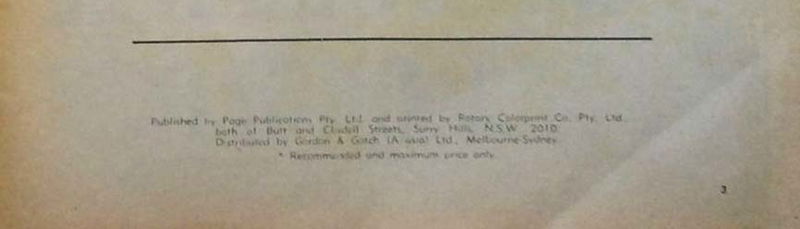 Published by Page Publications Pty. Ltd. and printed by Rotary Colorprint Co. Pty. Ltd.,
both of Butt and Clisdell Streets, Surry Hills, N.S.W. 2010.
Distributed by Gordon & Gotch (A'asia) Ltd., Melbourne-Sydney.
* Recommended and maximum price only.
3